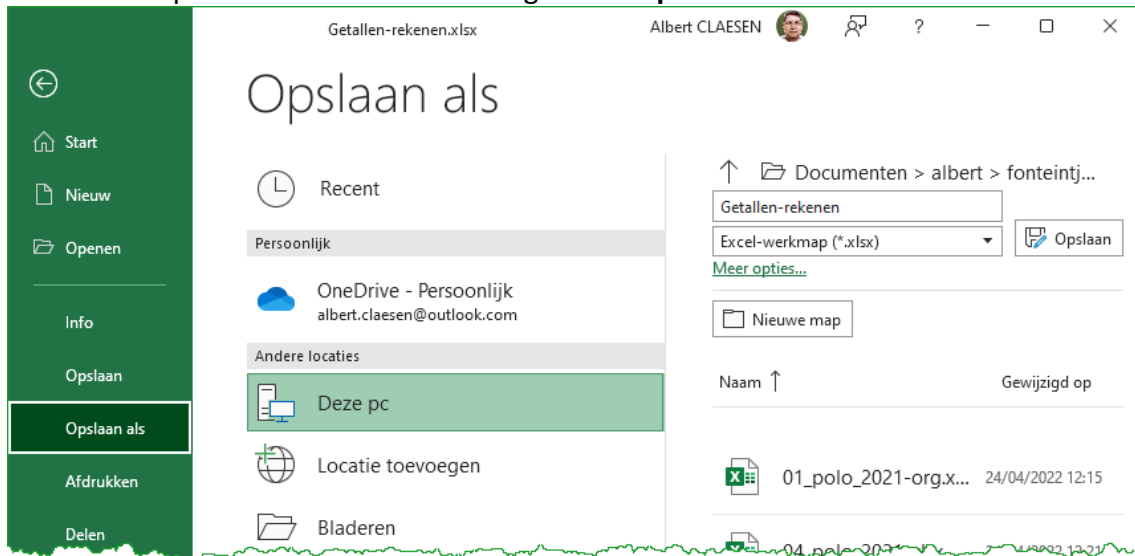 Getallen-rekenen.xlsx
Albert CLAESEN
?
Opslaan als
Start
Nieuw
Openen
Info
Opslaan
Opslaan als
Afdrukken
Delen
Recent
Persoonlijk
OneDrive - Persoonlijk
albert.claesen@outlook.com
Andere locaties
Deze pc
Locatie toevoegen
Bladeren
Documenten > albert > fonteintj...
Getallen-rekenen
Excel-werkmap (*.xlsx)
Opslaan
Meer opties...
Nieuwe map
Naam ↑
Gewijzigd op
01_polo_2021-org.x...
24/04/2022 12:15